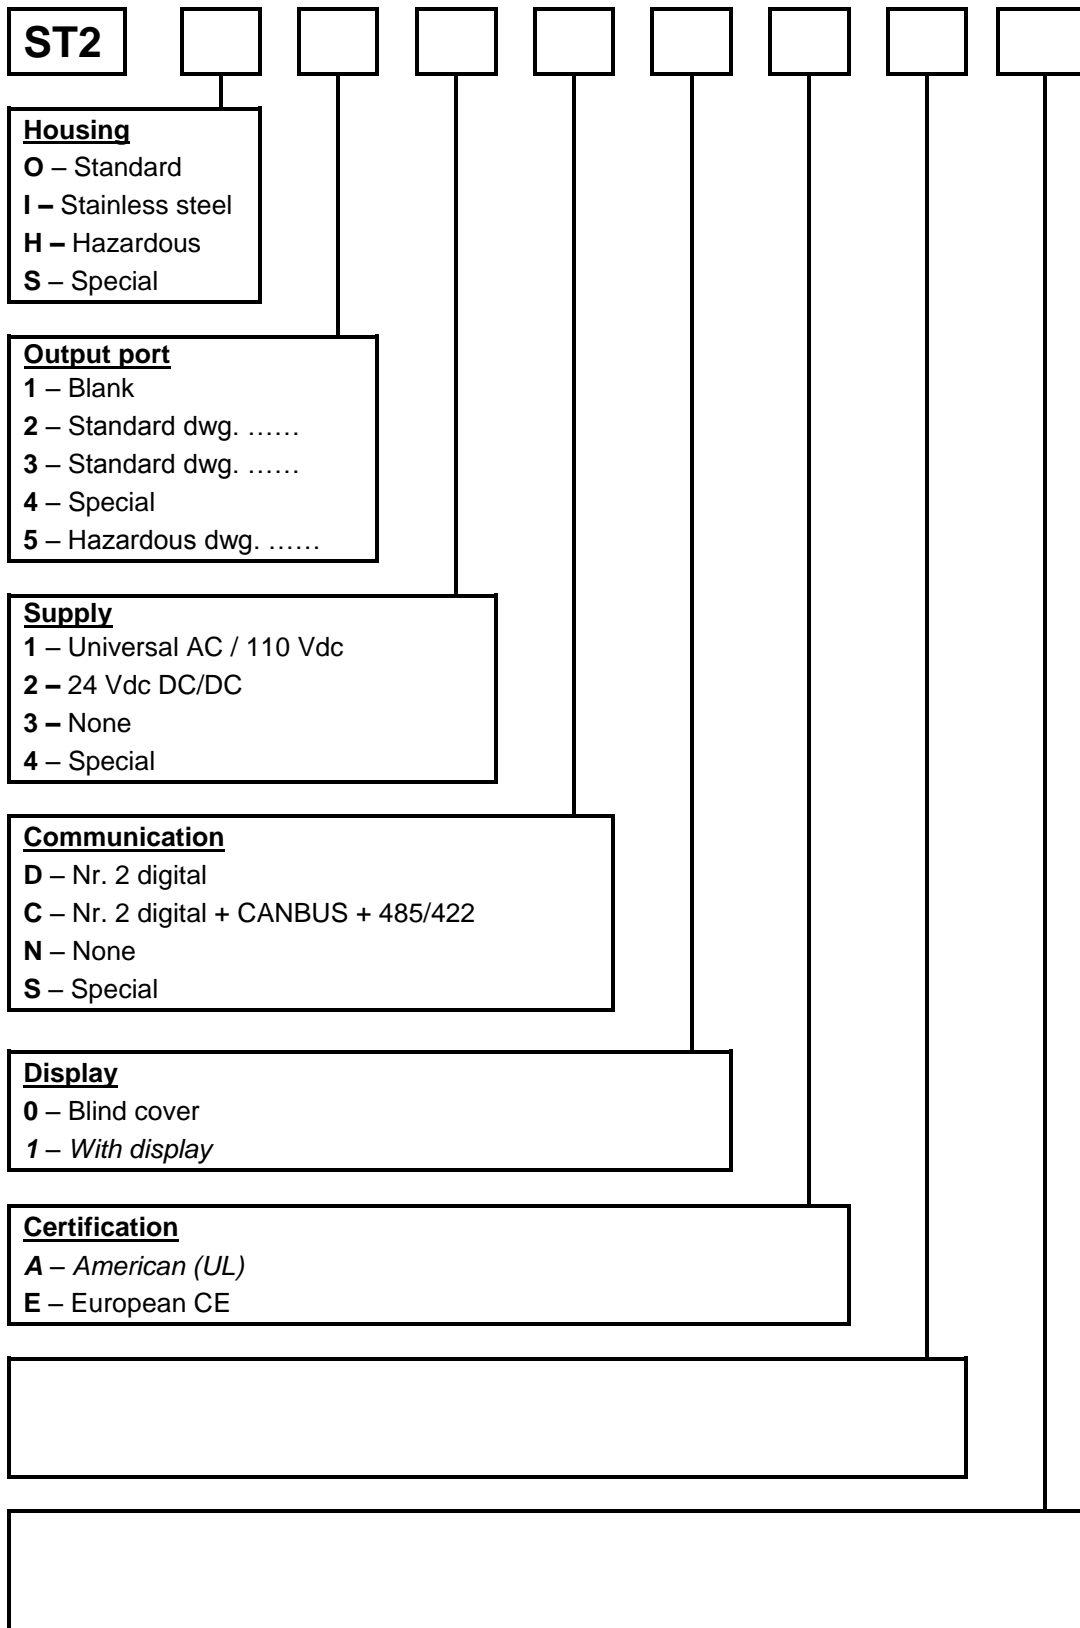 ST2
Housing
O – Standard
I – Stainless steel
H – Hazardous
S – Special
Output port
1 – Blank
2 – Standard dwg. ……
3 – Standard dwg. ……
4 – Special
5 – Hazardous dwg. ……
Supply
1 – Universal AC / 110 Vdc
2 – 24 Vdc DC/DC
3 – None
4 – Special
Communication
D – Nr. 2 digital
C – Nr. 2 digital + CANBUS + 485/422
N – None
S – Special
Display
0 – Blind cover
1 – With display
Certification
A – American (UL)
E – European CE